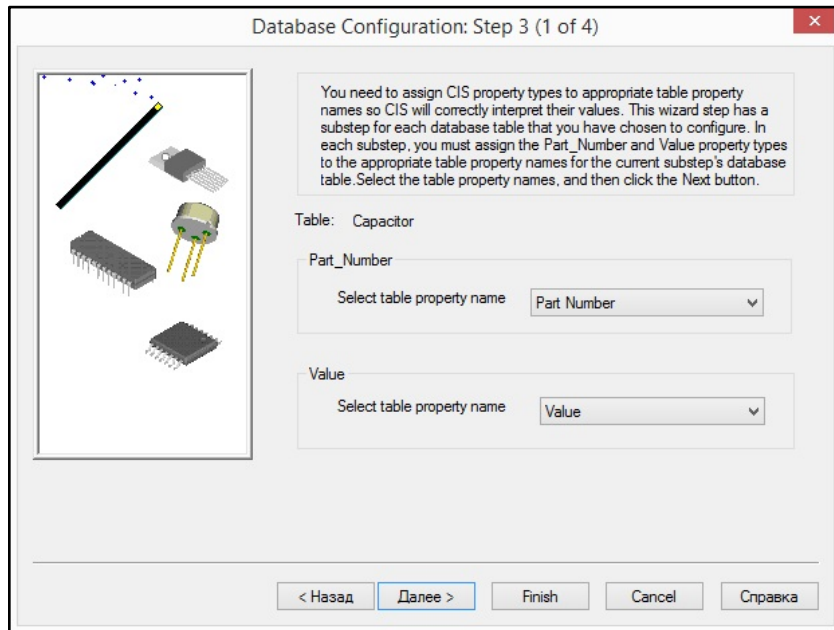 Database Configuration: Step 3 (1 of 4)
You need to assign CIS property types to appropriate table property
names so CIS will correctly interpret their values. This wizard step has a
substep for each database table that you have chosen to configure. In
each substep, you must assign the Part_Number and Value property types
to the appropriate table property names for the current substep's database
table.Select the table property names, and then click the Next button.
Table: Capacitor
Part_Number
Select table property name Part Number
Value
Select table property name Value
< Назад Далее > Finish Cancel Справка